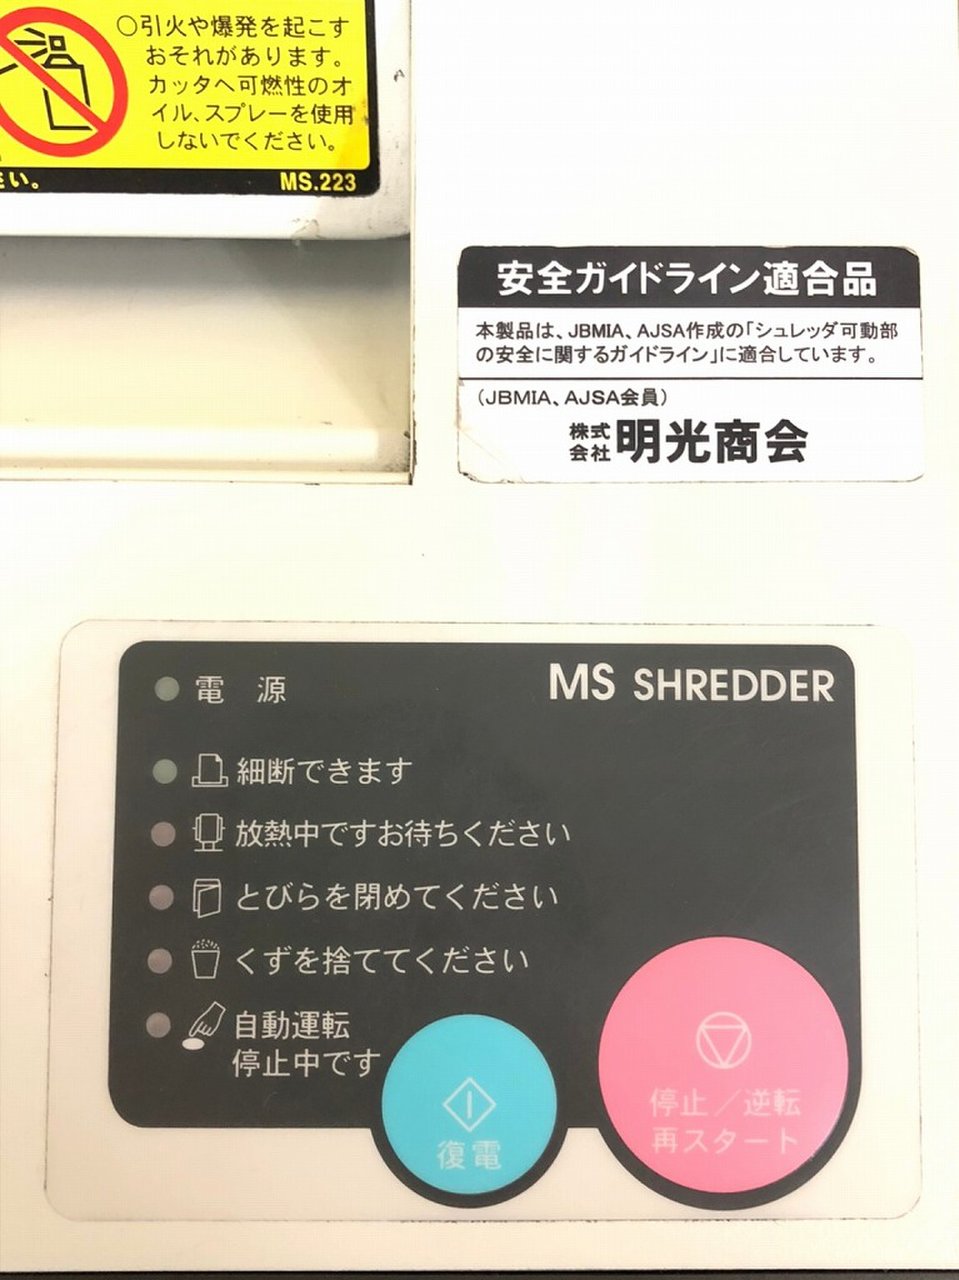 ○引火や爆発を起こす
おそれがあります。
カッタへ可燃性のオ
イル、スプレーを使用
しないでください。
さい。
MS.223
安全ガイドライン適合品
本製品は、JBMIA、AJSA作成の「シュレッダ可動部
の安全に関するガイドライン」に適合しています。
(JBMIA、AJSA会員)
株式
会社 明光商会
電 源
MS SHREDDER
細断できます
放熱中ですお待ちください
とびらを閉めてください
くずを捨ててください
自動運転
停止中です
復電
停止/逆転
再スタート